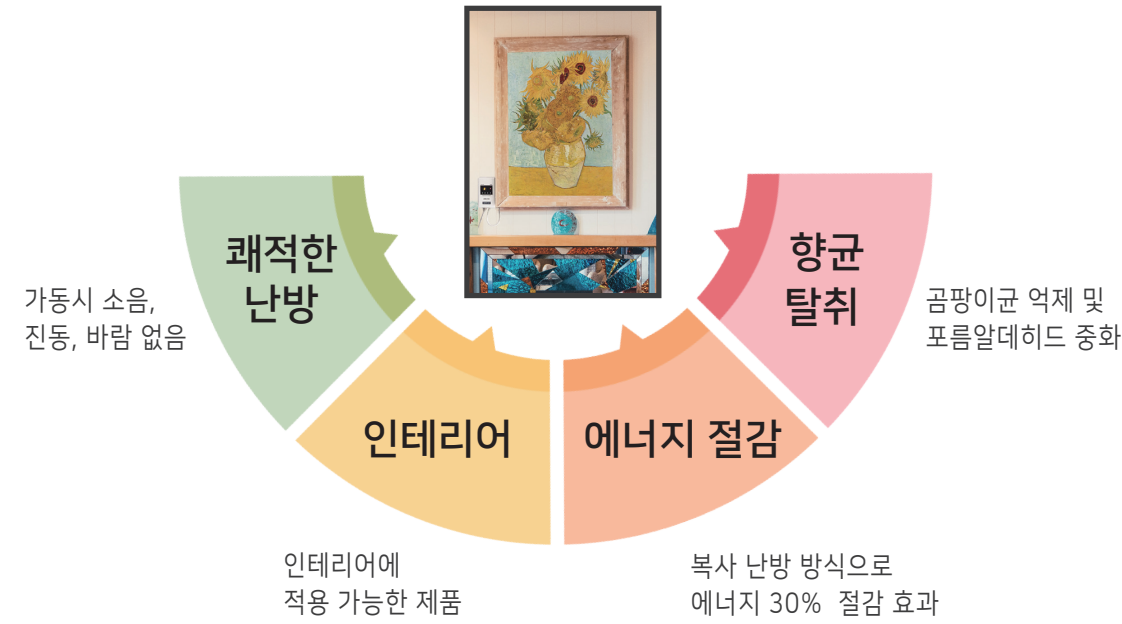 쾌적한
난방
가동시 소음,
진동, 바람 없음
인테리어
인테리어에
적용 가능한 제품
에너지 절감
복사 난방 방식으로
에너지 30% 절감 효과
향균
탈취
곰팡이균 억제 및
포름알데히드 중화